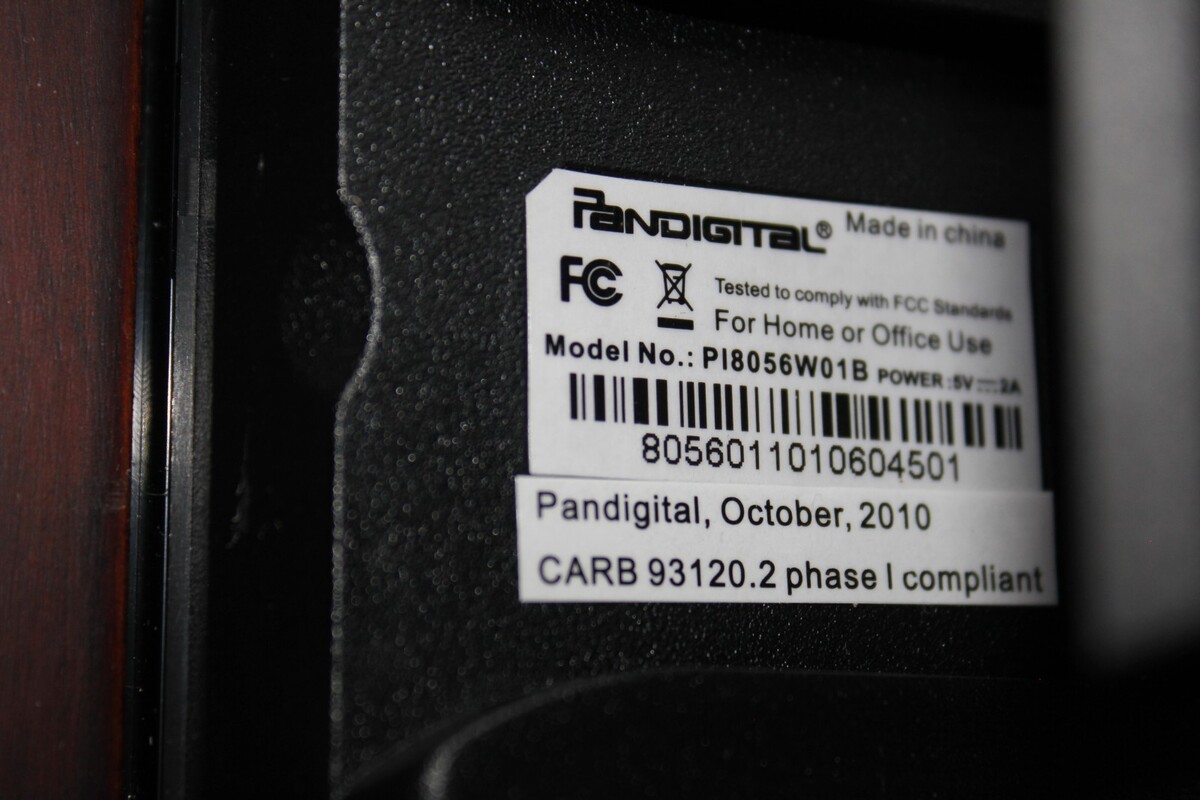 PANDIGITAL® Made in china
FC Tested to comply with FCC Standards
For Home or Office Use
Model No.: PI8056W01B POWER :5V⎓2A
8056011010604501
Pandigital, October, 2010
CARB 93120.2 phase I compliant